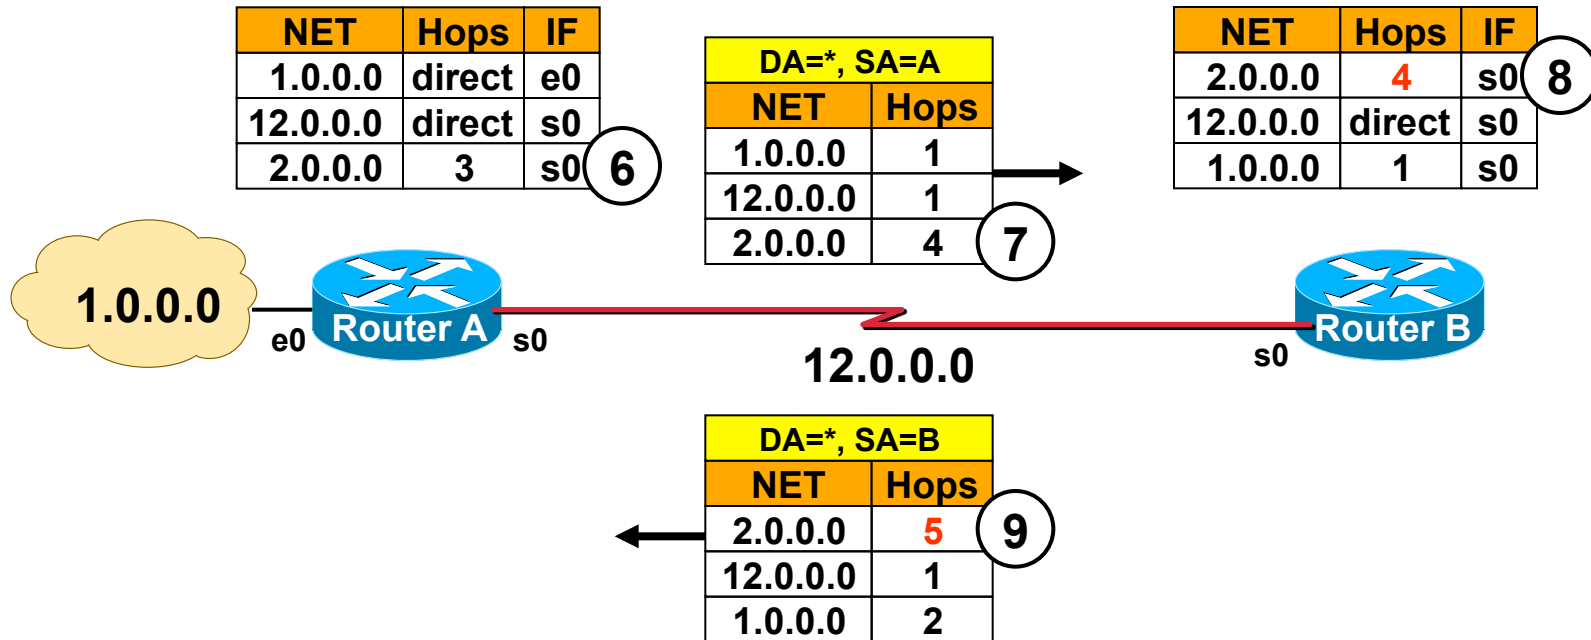 NET Hops IF
1.0.0.0 direct e0
12.0.0.0 direct s0
2.0.0.0 3 s0
6
DA=*, SA=A
NET Hops
1.0.0.0 1
12.0.0.0 1
2.0.0.0 4
7
NET Hops IF
2.0.0.0 4 s0
12.0.0.0 direct s0
1.0.0.0 1 s0
8
1.0.0.0
e0
Router A
s0
12.0.0.0
s0
Router B
DA=*, SA=B
NET Hops
2.0.0.0 5
12.0.0.0 1
1.0.0.0 2
9